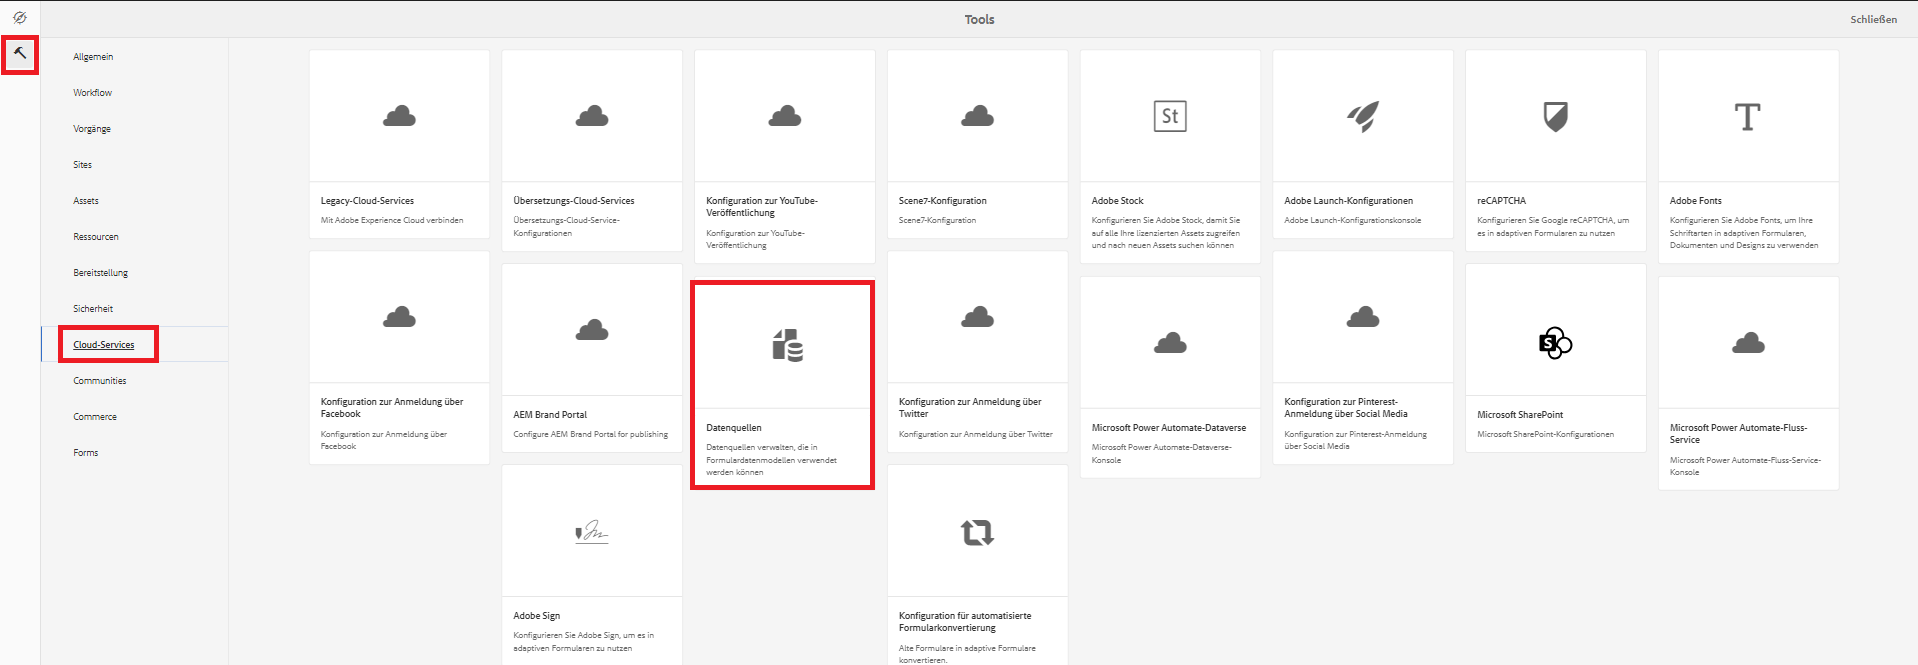 Tools
Schließen
Allgemein
Workflow
Vorgänge
Sites
Assets
Ressourcen
Bereitstellung
Sicherheit
Cloud-Services
Communities
Commerce
Forms
Legacy-Cloud-Services
Mit Adobe Experience Cloud verbinden
Übersetzungs-Cloud-Services
Übersetzungs-Cloud-Service-
Konfigurationen
Konfiguration zur YouTube-
Veröffentlichung
Konfiguration zur YouTube-
Veröffentlichung
Scene7-Konfiguration
Scene7-Konfiguration
St
Adobe Stock
Konfigurieren Sie Adobe Stock, damit Sie
auf alle Ihre lizenzierten Assets zugreifen
und nach neuen Assets suchen können
Adobe Launch-Konfigurationen
Adobe Launch-Konfigurationskonsole
reCAPTCHA
Konfigurieren Sie Google reCAPTCHA, um
es in adaptiven Formularen zu nutzen
T
Adobe Fonts
Konfigurieren Sie Adobe Fonts, um Ihre
Schriftarten in adaptiven Formularen,
Dokumenten und Designs zu verwenden
Konfiguration zur Anmeldung über
Facebook
Konfiguration zur Anmeldung über
Facebook
AEM Brand Portal
Configure AEM Brand Portal for publishing
Datenquellen
Datenquellen verwalten, die in
Formulardatenmodellen verwendet
werden können
Konfiguration zur Anmeldung über
Twitter
Konfiguration zur Anmeldung über Twitter
Microsoft Power Automate-Dataverse
Microsoft Power Automate-Dataverse-
Konsole
Konfiguration zur Pinterest-
Anmeldung über Social Media
Konfiguration zur Pinterest-Anmeldung
über Social Media
S
Microsoft SharePoint
Microsoft SharePoint-Konfigurationen
Microsoft Power Automate-Fluss-
Service
Microsoft Power Automate-Fluss-Service-
Konsole
Adobe Sign
Konfigurieren Sie Adobe Sign, um es in
adaptiven Formularen zu nutzen
Konfiguration für automatisierte
Formularkonvertierung
Alte Formulare in adaptive Formulare
konvertieren.